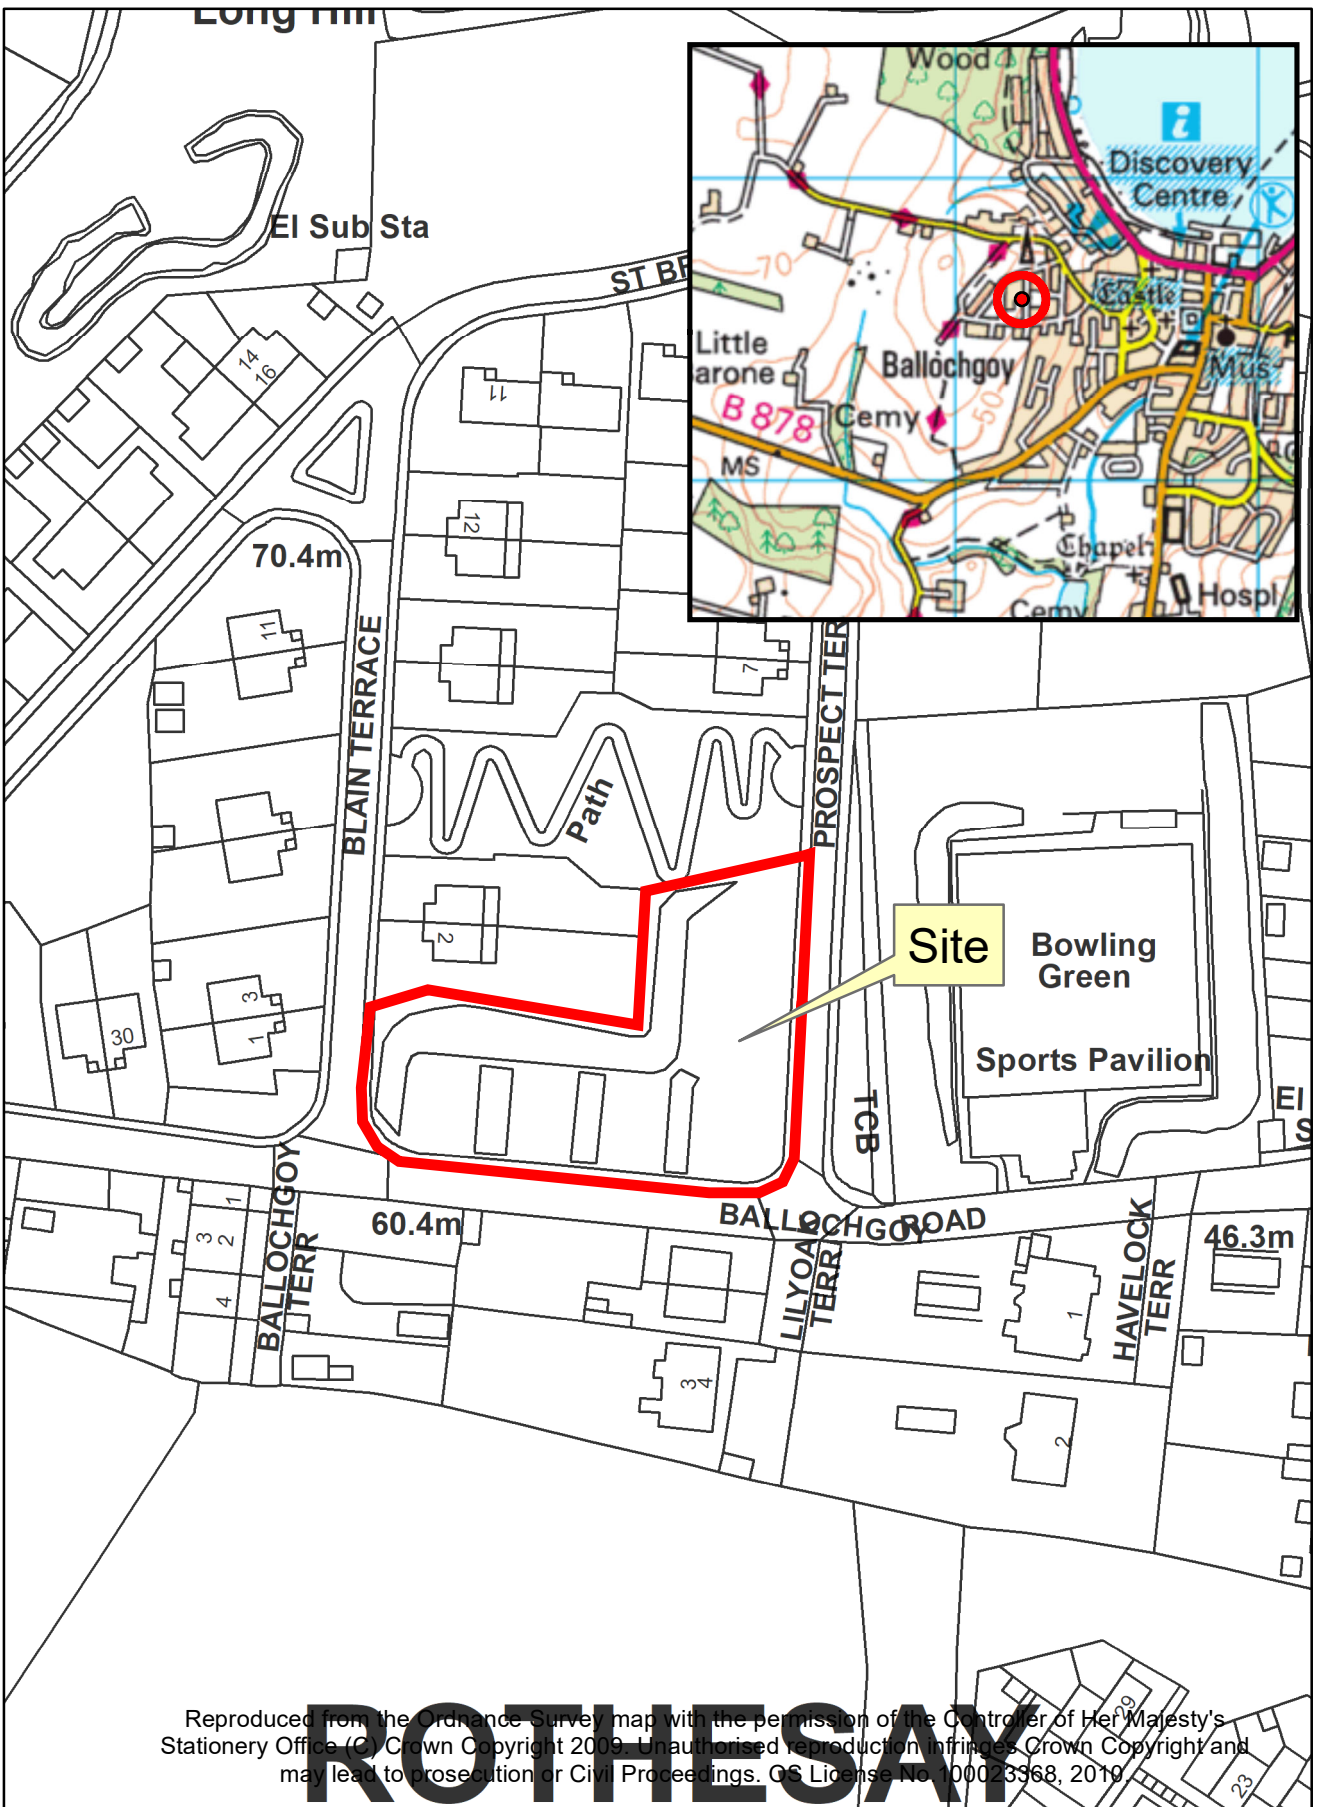 Long Hill
El Sub Sta
ST BE
14
16
11
12
70.4m
11
7
BLAIN TERRACE
PROSPECT TER
Path
2
3
1
30
Site
Bowling
Green
Sports Pavilion
TCB
El
S
BALLOCHGOY
TERR
1
3
2
4
60.4m
BALLOCHGOY ROAD
LILYOAK
TERR
HAVELOCK
TERR
46.3m
1
3
4
2
29
23
ROTHESAY
Reproduced from the Ordnance Survey map with the permission of the Controller of Her Majesty's
Stationery Office (C) Crown Copyright 2009. Unauthorised reproduction infringes Crown Copyright and
may lead to prosecution or Civil Proceedings. OS License No.100023368, 2010.
Wood
i
Discovery
Centre
70
Castle
Little
arone
Ballochgoy
Mus
B 878
Cemy
50
MS
Chapel
Hospl
Cemy